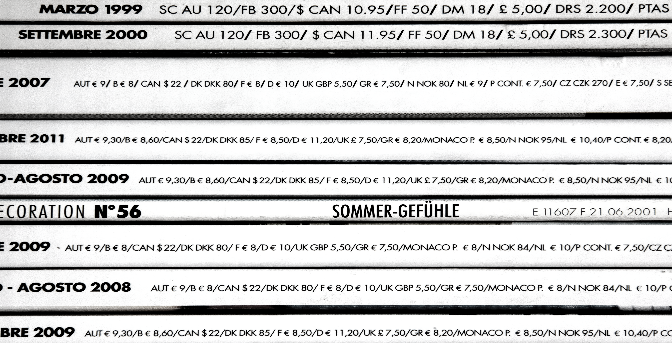 MARZO 1999 SC AU 120/FB 300/$ CAN 10.95/FF 50/ DM 18/ £ 5,00/ DRS 2.200/ PTAS
SETTEMBRE 2000 SC AU 120/ FB 300/ $ CAN 11.95/ FF 50/ DM 18/ £ 5,00/ DRS 2.300/ PTAS
E 2007 AUT € 9/ B € 8/ CAN $ 22 / DK DKK 80/ F € 8/ D € 10/ UK GBP 5,50/ GR € 7,50/ N NOK 80/ NL € 9/ P CONT. € 7,50/ CZ CZK 270/ E € 7,50/ S SE
BRE 2011 AUT € 9,30/B € 8,60/CAN $ 22/DK DKK 85/ F € 8,50/D € 11,20/UK £ 7,50/GR € 8,20/MONACO P. € 8,50/N NOK 95/NL € 10,40/P CONT. € 8,20/
O-AGOSTO 2009 AUT € 9,30/B € 8,60/CAN $ 22/DK DKK 85/ F € 8,50/D € 11,20/UK £ 7,50/GR € 8,20/MONACO P. € 8,50/N NOK 95/NL € 10
ECORATION N°56 SOMMER-GEFÜHLE E 11607 F 21 06 2001
E 2009 - AUT € 9/B € 8/CAN $ 22/DK DKK 80/ F € 8/D € 10/UK GBP 5,50/GR € 7,50/MONACO P. € 8/N NOK 84/NL € 10/P CONT. € 7,50/CZ C
O - AGOSTO 2008 AUT € 9/B € 8/CAN $ 22/DK DKK 80/ F € 8/D € 10/UK GBP 5,50/GR € 7,50/MONACO P. € 8/N NOK 84/NL € 10/P C
BRE 2009 AUT € 9,30/B € 8,60/CAN $ 22/DK DKK 85/ F € 8,50/D € 11,20/UK £ 7,50/GR € 8,20/MONACO P. € 8,50/N NOK 95/NL € 10,40/P CO